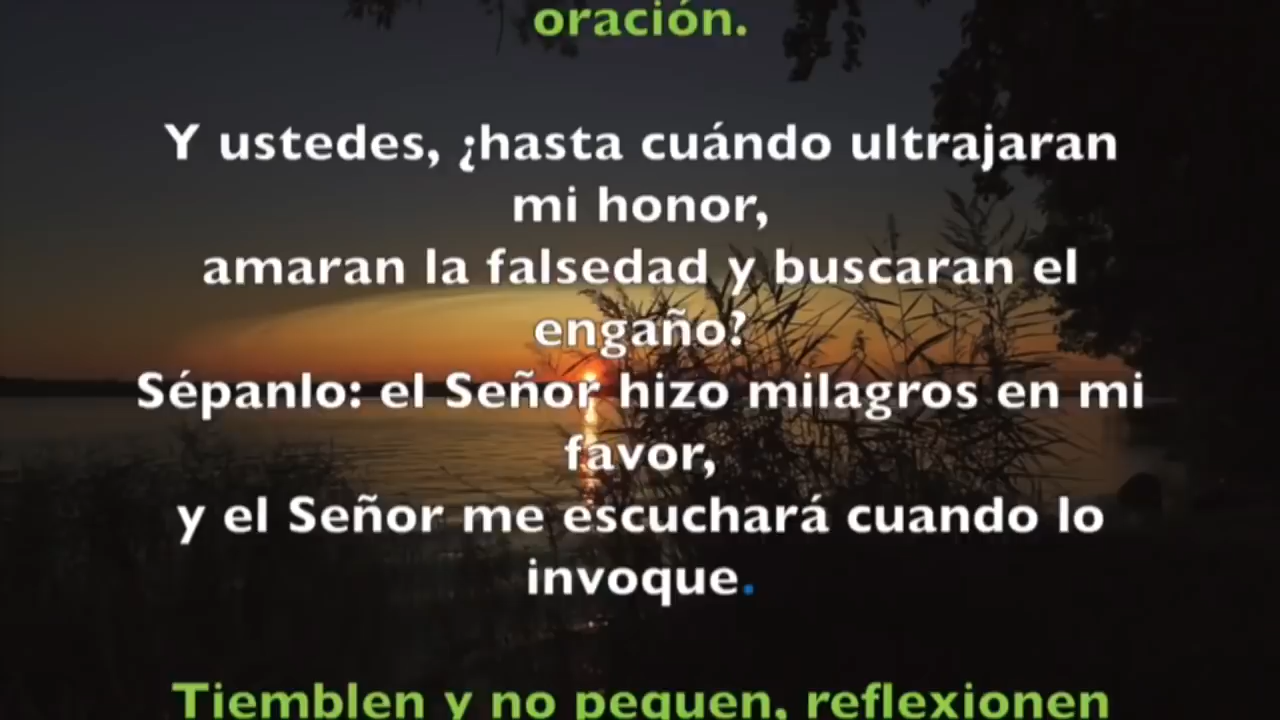 oración.
Y ustedes, ¿hasta cuándo ultrajaran
mi honor,
amaran la falsedad y buscaran el
engaño?
Sépanlo: el Señor hizo milagros en mi
favor,
y el Señor me escuchará cuando lo
invoque.
Tiemblen y no pequen, reflexionen